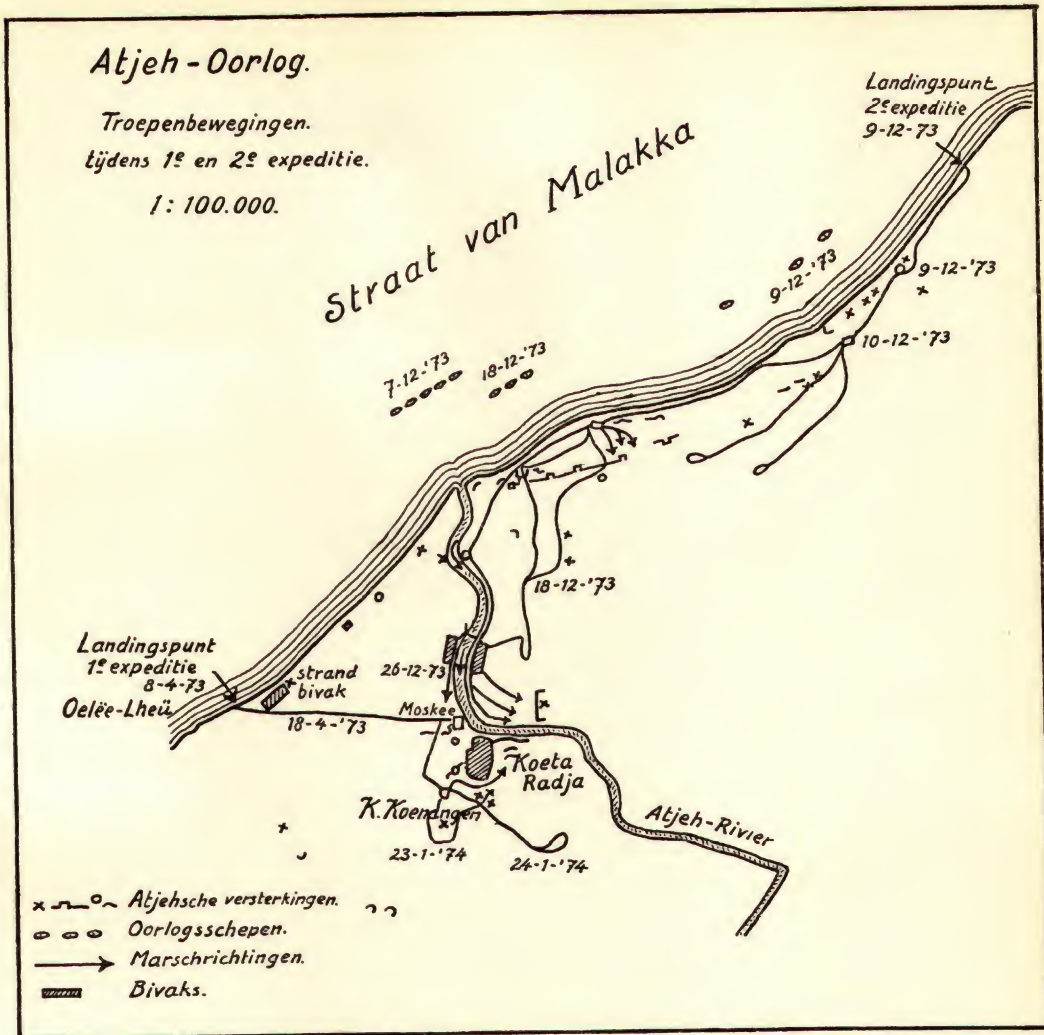 Atjeh-Oorlog.
Troepenbewegingen.
tijdens 1e en 2e expeditie.
1:100.000.
Landingspunt
2e expeditie
9-12-73
Straat van Malakka
9-12-'73
9-12-'73
10-12-'73
7-12-'73
18-12-'73
18-12-'73
Landingspunt
1e expeditie
8-4-73
Oelëe-Lheü
strand
bivak
26-12-73
18-4-'73
Moskee
Koeta
Radja
K. Koenangen
23-1-'74
24-1-'74
Atjeh-Rivier
Atjehsche versterkingen.
Oorlogsschepen.
Marschrichtingen.
Bivaks.